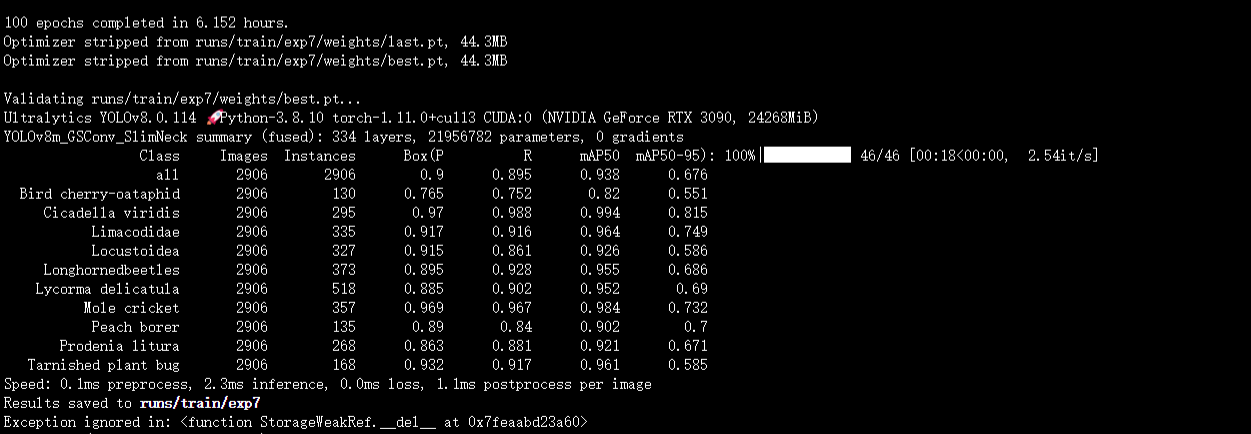 100 epochs completed in 6.152 hours.
Optimizer stripped from runs/train/exp7/weights/last.pt, 44.3MB
Optimizer stripped from runs/train/exp7/weights/best.pt, 44.3MB
Validating runs/train/exp7/weights/best.pt...
Ultralytics YOLOv8.0.114 🚀Python-3.8.10 torch-1.11.0+cu113 CUDA:0 (NVIDIA GeForce RTX 3090, 24268MiB)
YOLOv8m_GSConv_SlimNeck summary (fused): 334 layers, 21956782 parameters, 0 gradients
Class Images Instances Box(P R mAP50 mAP50-95): 100%|██████████| 46/46 [00:18<00:00, 2.54it/s]
all 2906 2906 0.9 0.895 0.938 0.676
Bird cherry-oataphid 2906 130 0.765 0.752 0.82 0.551
Cicadella viridis 2906 295 0.97 0.988 0.994 0.815
Limacodidae 2906 335 0.917 0.916 0.964 0.749
Locustoidea 2906 327 0.915 0.861 0.926 0.586
Longhornedbeetles 2906 373 0.895 0.928 0.955 0.686
Lycorma delicatula 2906 518 0.885 0.902 0.952 0.69
Mole cricket 2906 357 0.969 0.967 0.984 0.732
Peach borer 2906 135 0.89 0.84 0.902 0.7
Prodenia litura 2906 268 0.863 0.881 0.921 0.671
Tarnished plant bug 2906 168 0.932 0.917 0.961 0.585
Speed: 0.1ms preprocess, 2.3ms inference, 0.0ms loss, 1.1ms postprocess per image
Results saved to runs/train/exp7
Exception ignored in: <function StorageWeakRef.__del__ at 0x7feaabd23a60>